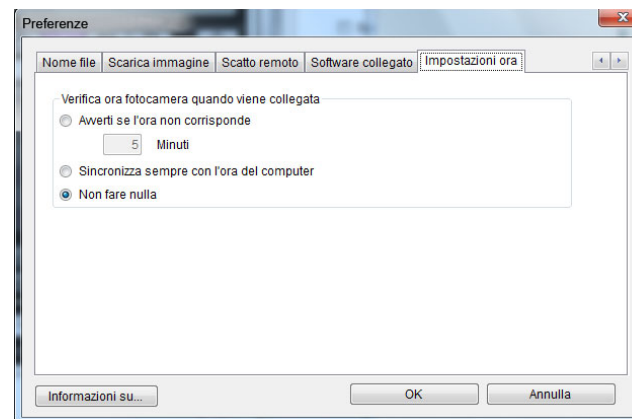 Preferenze
Nome file Scarica immagine Scatto remoto Software collegato Impostazioni ora
Verifica ora fotocamera quando viene collegata
Avverti se l'ora non corrisponde
5 Minuti
Sincronizza sempre con l'ora del computer
Non fare nulla
Informazioni su... OK Annulla